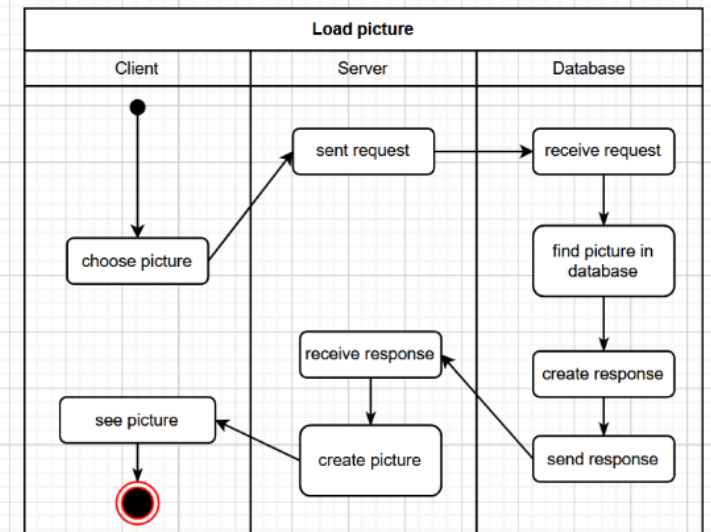 Load picture
Client
Server
Database
sent request
receive request
choose picture
find picture in
database
receive response
create response
see picture
create picture
send response